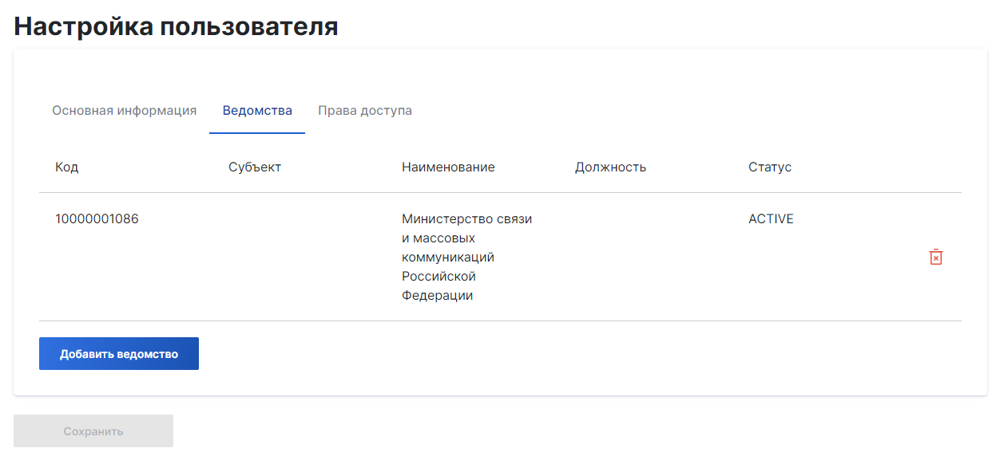 Настройка пользователя
Основная информация Ведомства Права доступа
Код Субъект Наименование Должность Статус
10000001086 Министерство связи ACTIVE
и массовых
коммуникаций
Российской
Федерации
Добавить ведомство
Сохранить